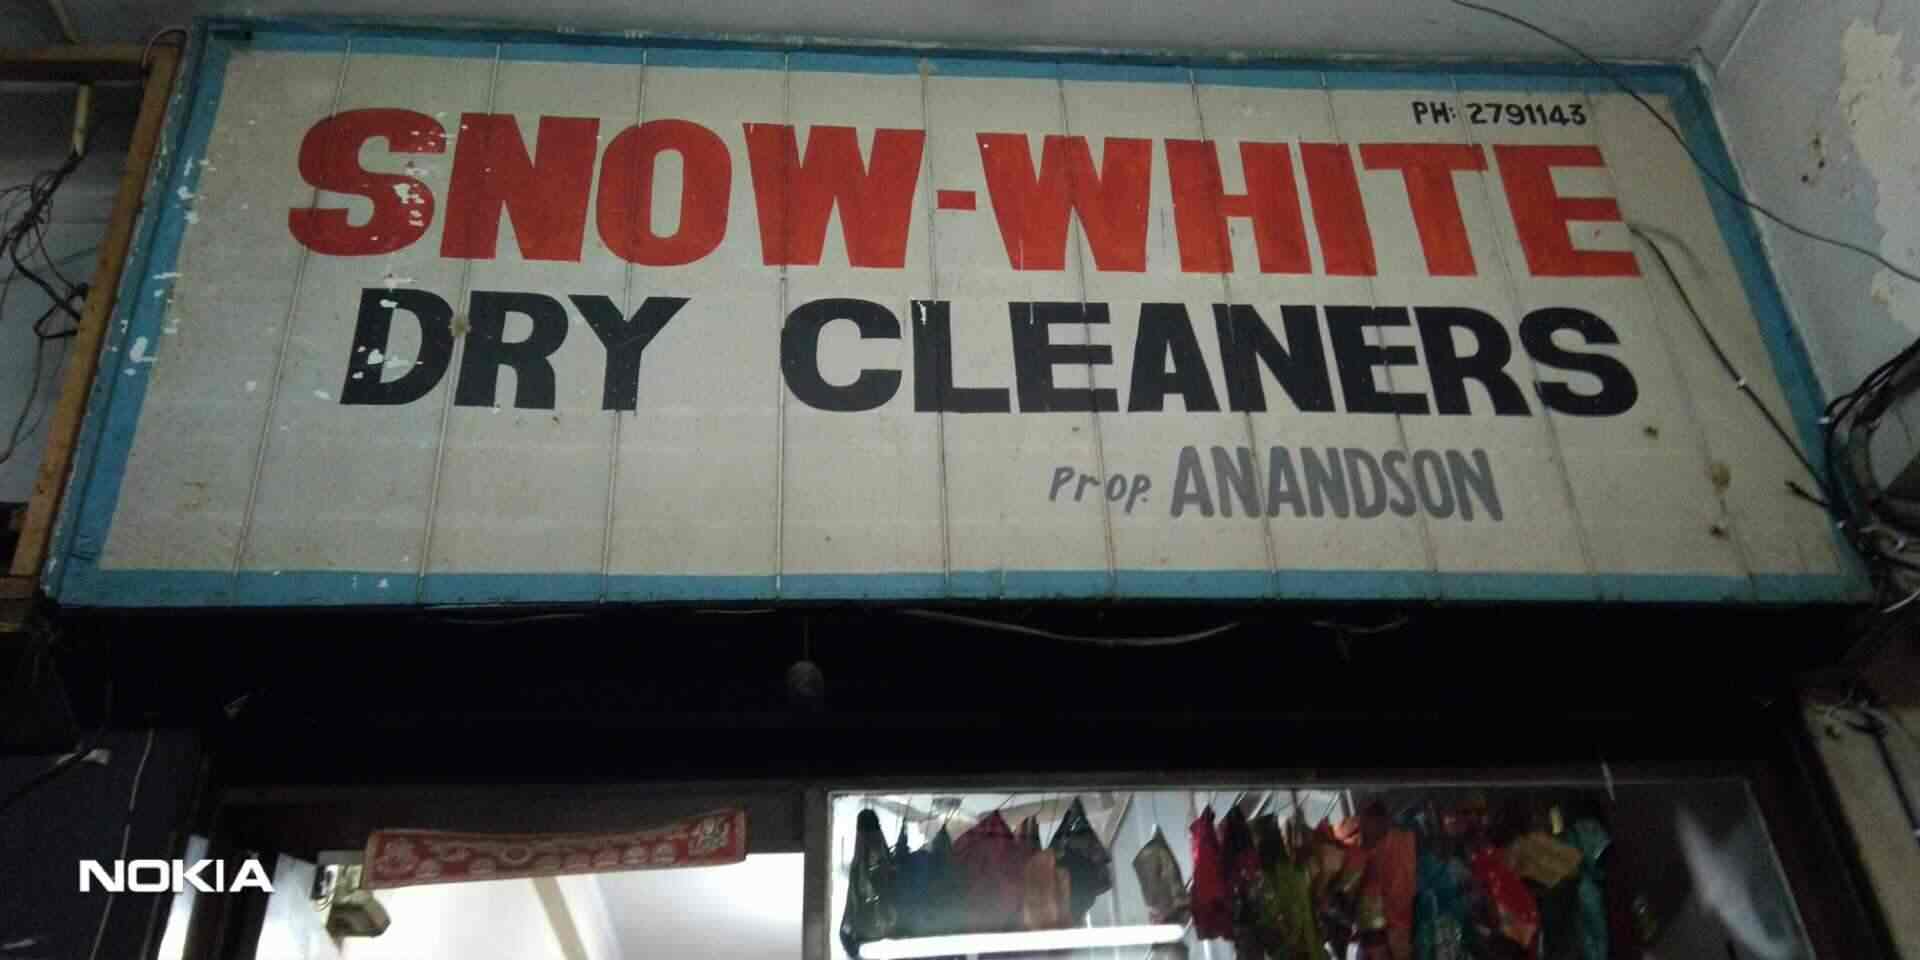 PH: 2791143
SNOW-WHITE
DRY CLEANERS
Prop. ANANDSON
NOKIA